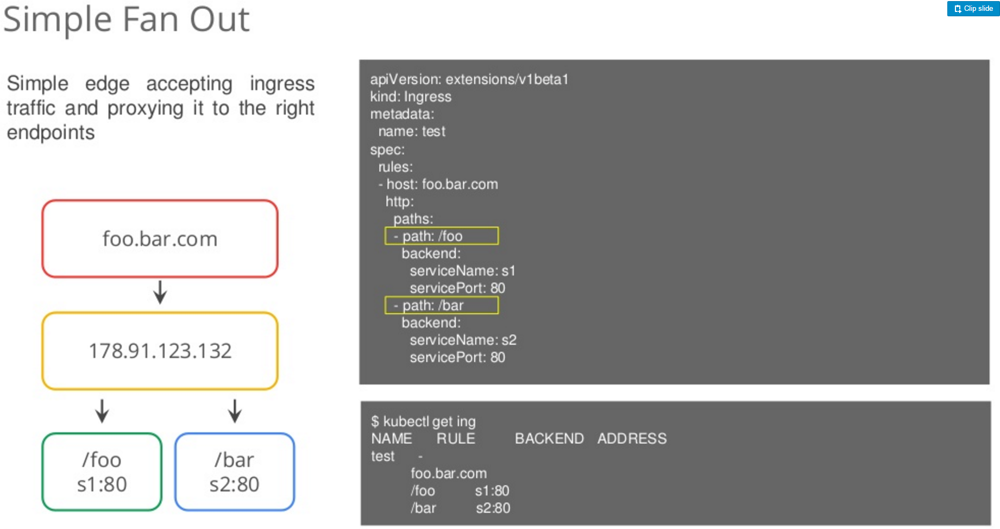 Simple Fan Out
Clip slide
Simple edge accepting ingress
traffic and proxying it to the right
endpoints
foo.bar.com
178.91.123.132
/foo
s1:80
/bar
s2:80
apiVersion: extensions/v1beta1
kind: Ingress
metadata:
  name: test
spec:
  rules:
  - host: foo.bar.com
    http:
      paths:
      - path: /foo
        backend:
          serviceName: s1
          servicePort: 80
      - path: /bar
        backend:
          serviceName: s2
          servicePort: 80
$ kubectl get ing
NAME RULE BACKEND ADDRESS
test -
foo.bar.com
/foo s1:80
/bar s2:80